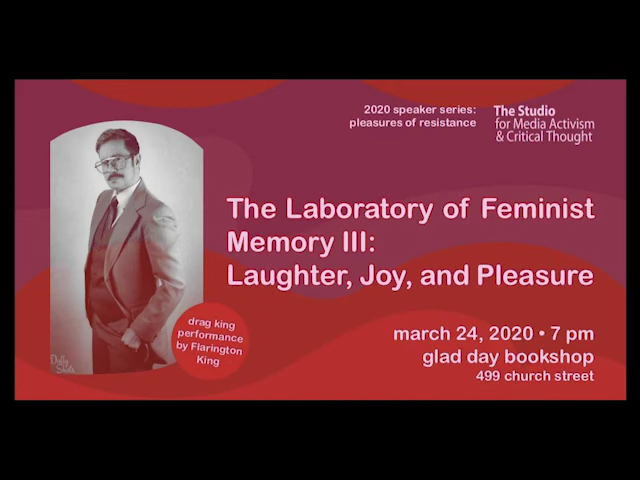 2020 speaker series:
pleasures of resistance
The Studio
for Media Activism
& Critical Thought
The Laboratory of Feminist
Memory III:
Laughter, Joy, and Pleasure
drag king
performance
by Flarington
King
march 24, 2020 • 7 pm
glad day bookshop
499 church street